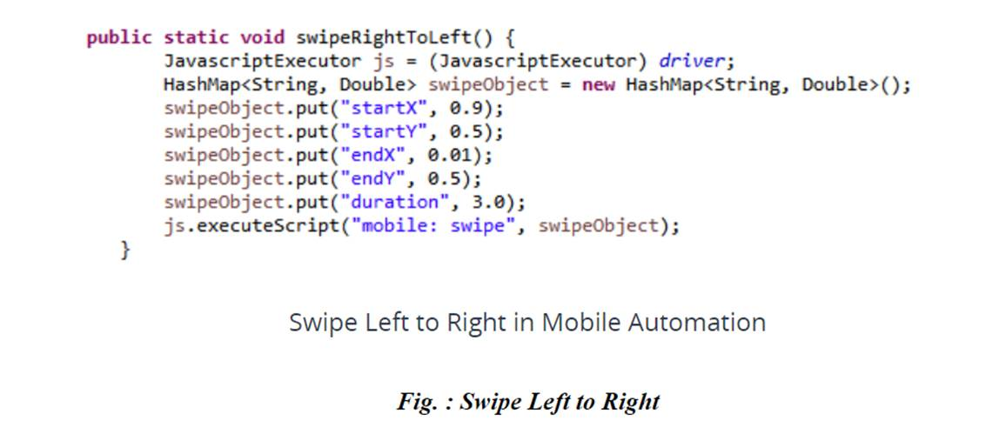 public static void swipeRightToLeft() {
JavascriptExecutor js = (JavascriptExecutor) driver;
HashMap<String, Double> swipeObject = new HashMap<String, Double>();
swipeObject.put("startX", 0.9);
swipeObject.put("startY", 0.5);
swipeObject.put("endX", 0.01);
swipeObject.put("endY", 0.5);
swipeObject.put("duration", 3.0);
js.executeScript("mobile: swipe", swipeObject);
}
Swipe Left to Right in Mobile Automation
Fig. : Swipe Left to Right